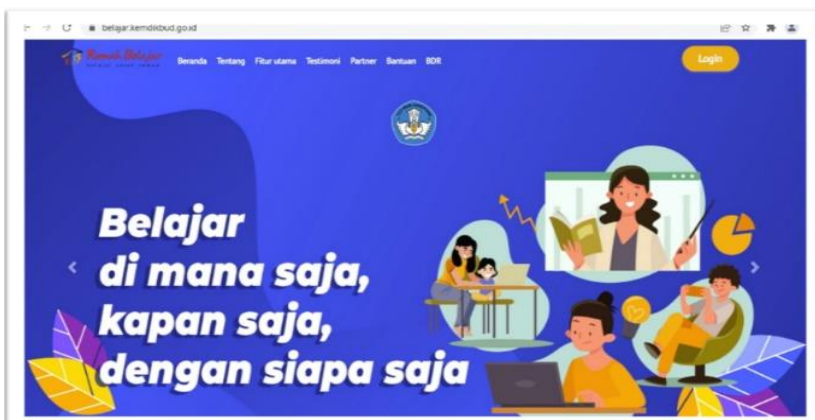 belajar.kemdikbud.go.id
Rumah Belajar
Beranda Tentang Fitur utama Testimoni Partner Bantuan BDR
Login
Belajar
di mana saja,
kapan saja,
dengan siapa saja